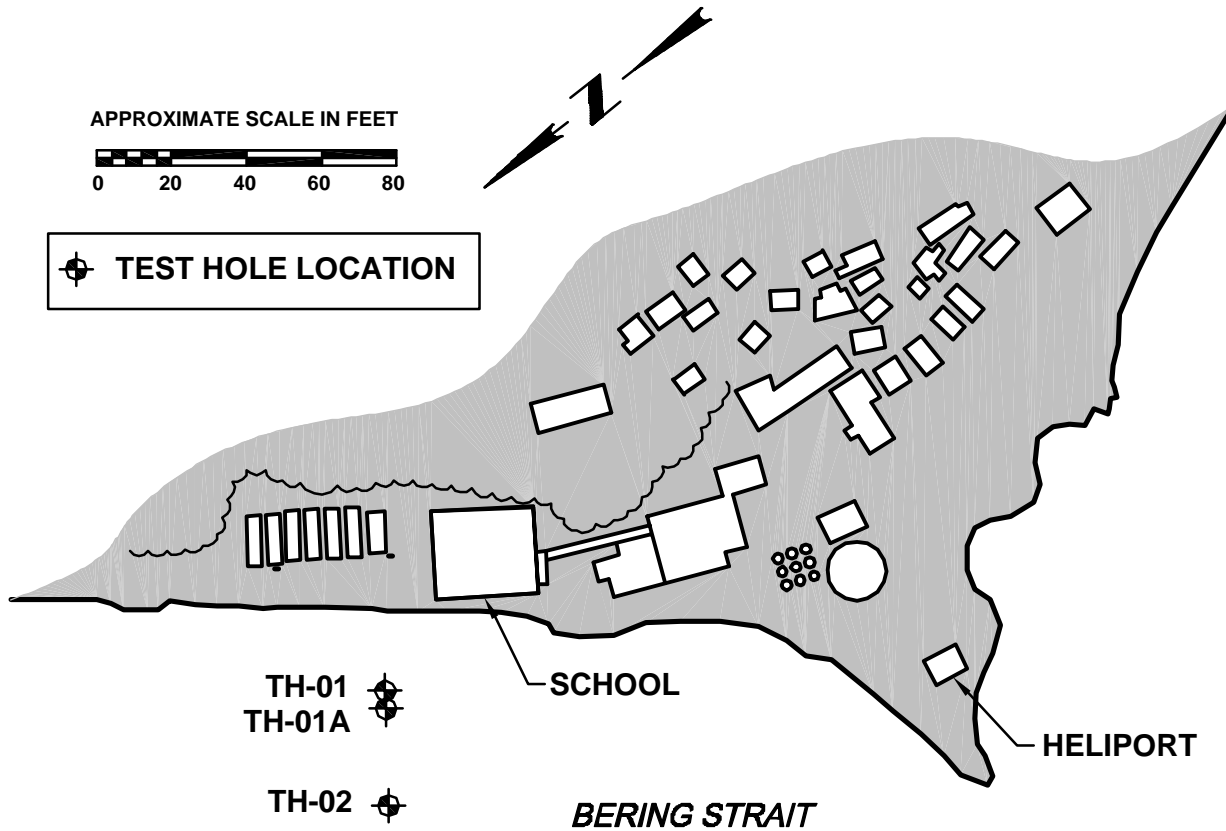 N
APPROXIMATE SCALE IN FEET
0 20 40 60 80
TEST HOLE LOCATION
TH-01
SCHOOL
TH-01A
HELIPORT
TH-02
BERING STRAIT